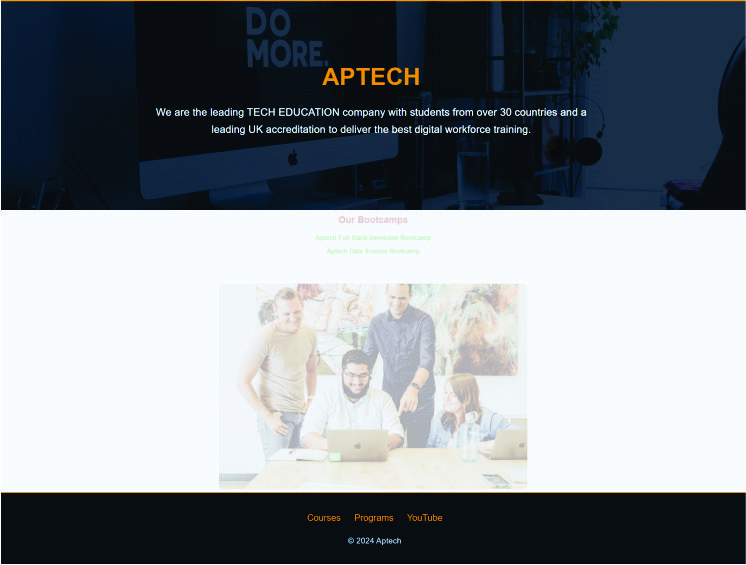 DO
MORE.
APTECH
We are the leading TECH EDUCATION company with students from over 30 countries and a
leading UK accreditation to deliver the best digital workforce training.
Our Bootcamps
Aptech Full Stack Developer Bootcamp
Aptech Data Science Bootcamp
Courses Programs YouTube
© 2024 Aptech